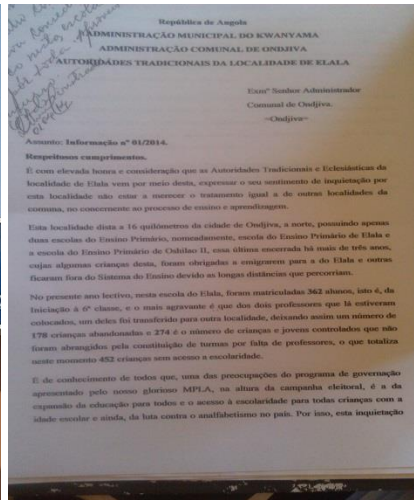 República de Angola
ADMINISTRAÇÃO MUNICIPAL DO KWANYAMA
ADMINISTRAÇÃO COMUNAL DE ONDJIVA
AUTORIDADES TRADICIONAIS DA LOCALIDADE DE ELALA
Exmº Senhor Administrador
Comunal de Ondjiva.
=Ondjiva=
Assunto: Informação nº 01/2014.
Respeitosos cumprimentos.
É com elevada honra e consideração que as Autoridades Tradicionais e Eclesiásticas da
localidade de Elala vem por meio desta, expressar o seu sentimento de inquietação por
esta localidade não estar a merecer o tratamento igual a de outras localidades da
comuna, no concernente ao processo de ensino e aprendizagem.
Esta localidade dista a 16 quilómetros da cidade de Ondjiva, a norte, possuindo apenas
duas escolas do Ensino Primário, nomeadamente, escola do Ensino Primário de Elala e
a escola do Ensino Primário de Oshilao II, essa última encerrada há mais de três anos,
cujas algumas crianças desta, foram obrigadas a emigrarem para a do Elala e outras
ficaram fora do Sistema do Ensino devido as longas distâncias que percorriam.
No presente ano lectivo, nesta escola do Elala, foram matriculadas 362 alunos, isto é, da
Iniciação à 6ª classe, e o mais agravante é que dos dois professores que lá estiveram
colocados, um deles foi transferido para outra localidade, deixando assim um número de
178 crianças abandonadas e 274 é o número de crianças e jovens controlados que não
foram abrangidos pela constituição de turmas por falta de professores, o que totaliza
neste momento 452 crianças sem acesso a escolaridade.
É de conhecimento de todos que, uma das preocupações do programa de governação
apresentado pelo nosso glorioso MPLA, na altura da campanha eleitoral, é a da
expansão da educação para todos e o acesso à escolaridade para todas crianças com a
idade escolar e ainda, da luta contra o analfabetismo no país. Por isso, esta inquietação